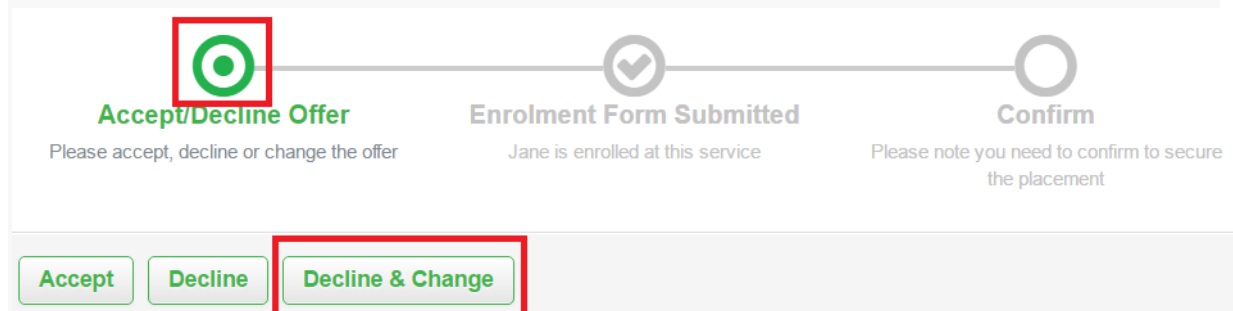 Accept/Decline Offer
Please accept, decline or change the offer
Enrolment Form Submitted
Jane is enrolled at this service
Confirm
Please note you need to confirm to secure
the placement
Accept
Decline
Decline & Change